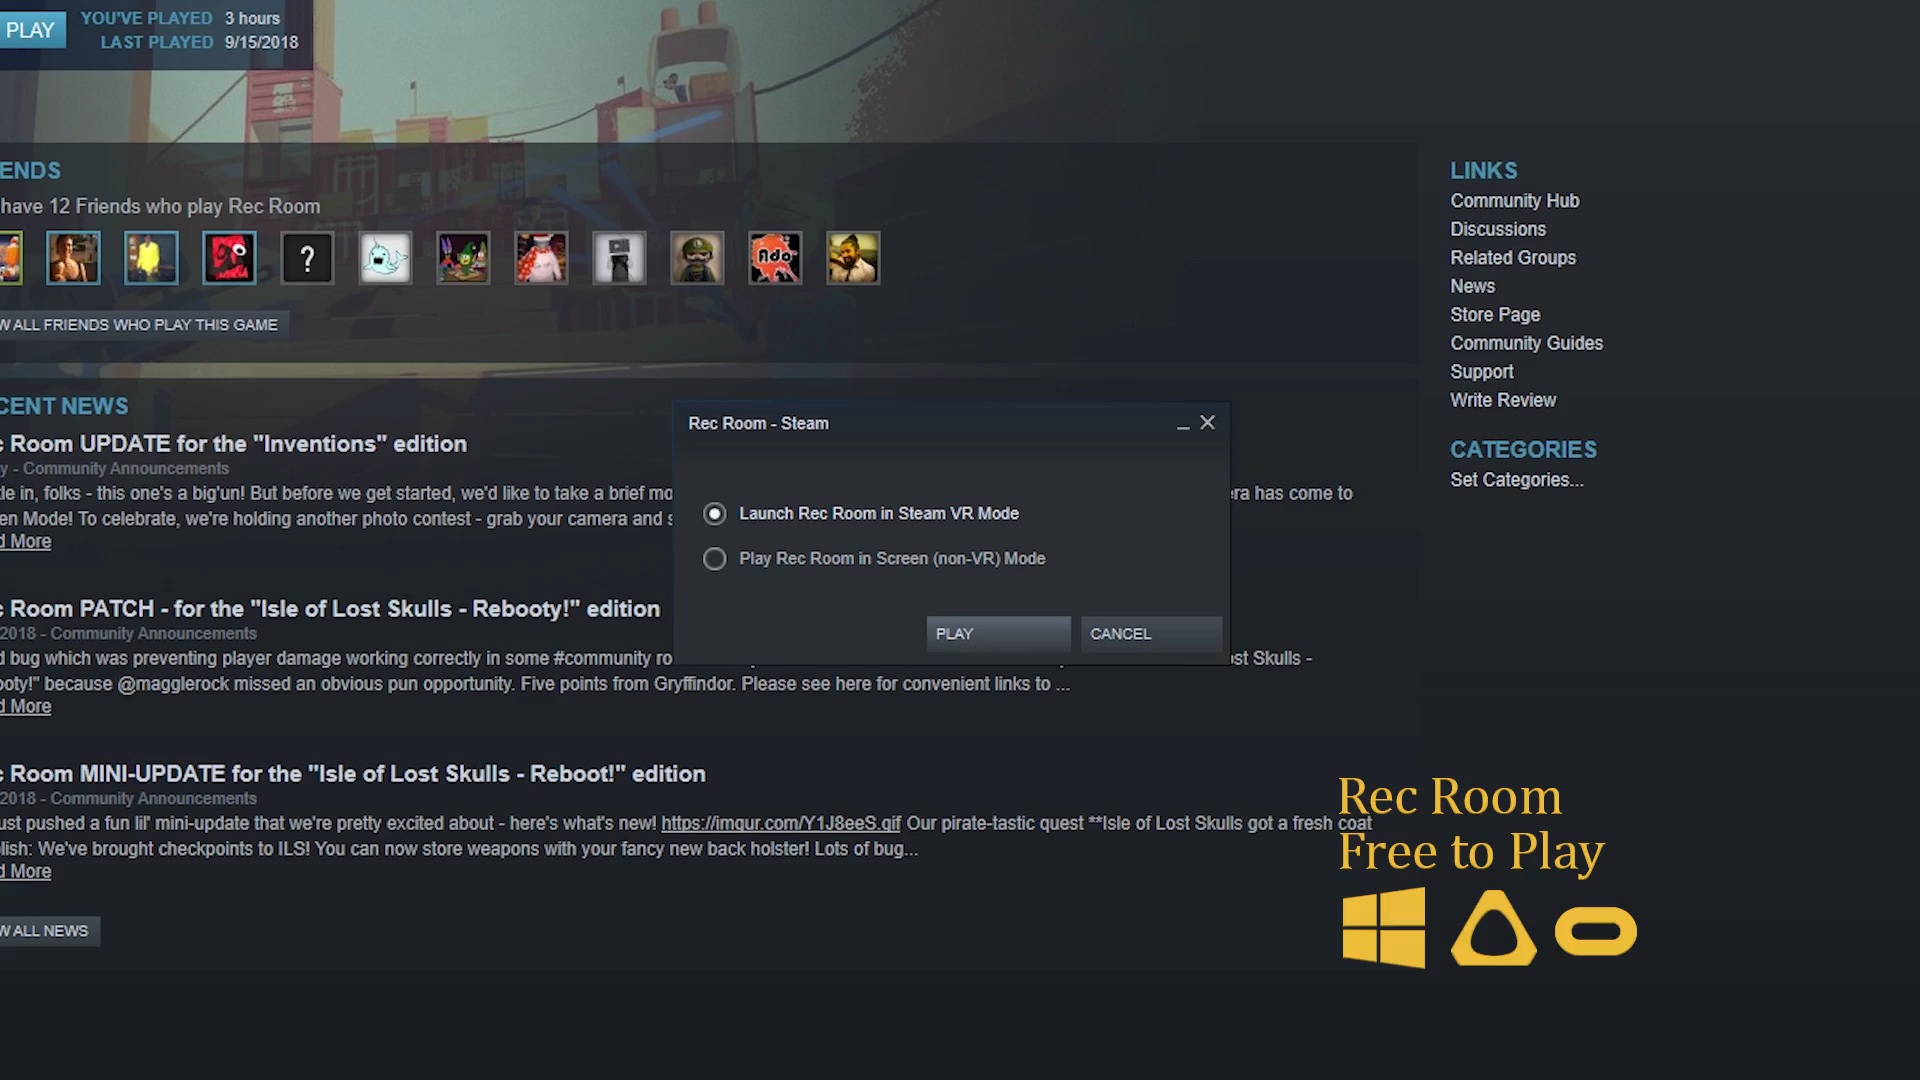 PLAY
YOU'VE PLAYED 3 hours
LAST PLAYED 9/15/2018
ENDS
have 12 Friends who play Rec Room
?
Ado
W ALL FRIENDS WHO PLAY THIS GAME
CENT NEWS
c Room UPDATE for the "Inventions" edition
y - Community Announcements
tle in, folks - this one's a big'un! But before we get started, we'd like to take a brief mo
era has come to
en Mode! To celebrate, we're holding another photo contest - grab your camera and s
d More
c Room PATCH - for the "Isle of Lost Skulls - Rebooty!" edition
2018 - Community Announcements
d bug which was preventing player damage working correctly in some #community ro
st Skulls -
ooty!" because @magglerock missed an obvious pun opportunity. Five points from Gryffindor. Please see here for convenient links to ...
d More
c Room MINI-UPDATE for the "Isle of Lost Skulls - Reboot!" edition
2018 - Community Announcements
ust pushed a fun lil' mini-update that we're pretty excited about - here's what's new! https://imgur.com/Y1J8eeS.gif Our pirate-tastic quest **Isle of Lost Skulls got a fresh coat
lish: We've brought checkpoints to ILS! You can now store weapons with your fancy new back holster! Lots of bug...
d More
W ALL NEWS
Rec Room - Steam
Launch Rec Room in Steam VR Mode
Play Rec Room in Screen (non-VR) Mode
PLAY
CANCEL
LINKS
Community Hub
Discussions
Related Groups
News
Store Page
Community Guides
Support
Write Review
CATEGORIES
Set Categories...
Rec Room
Free to Play